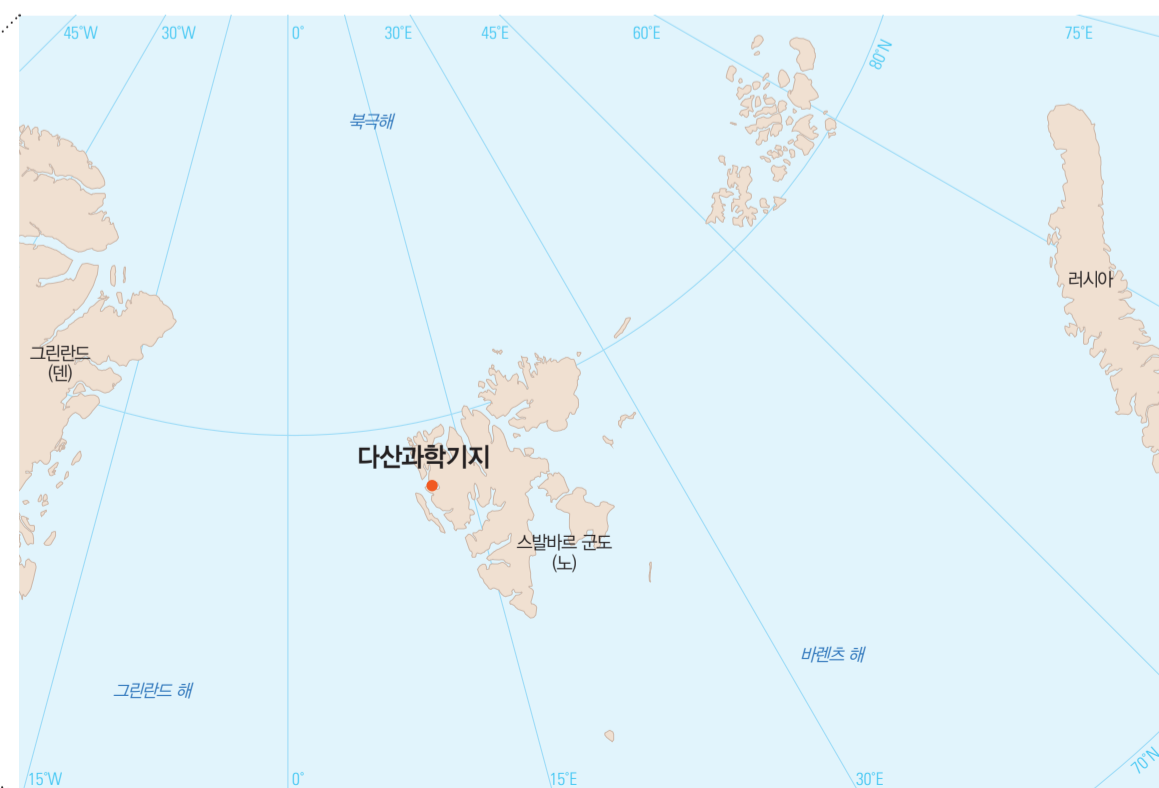 45°W
30°W
0°
30°E
45°E
60°E
75°E
80°N
북극해
러시아
그린란드
(덴)
다산과학기지
스발바르 군도
(노)
바렌츠 해
그린란드 해
15°W
0°
15°E
30°E
70°N